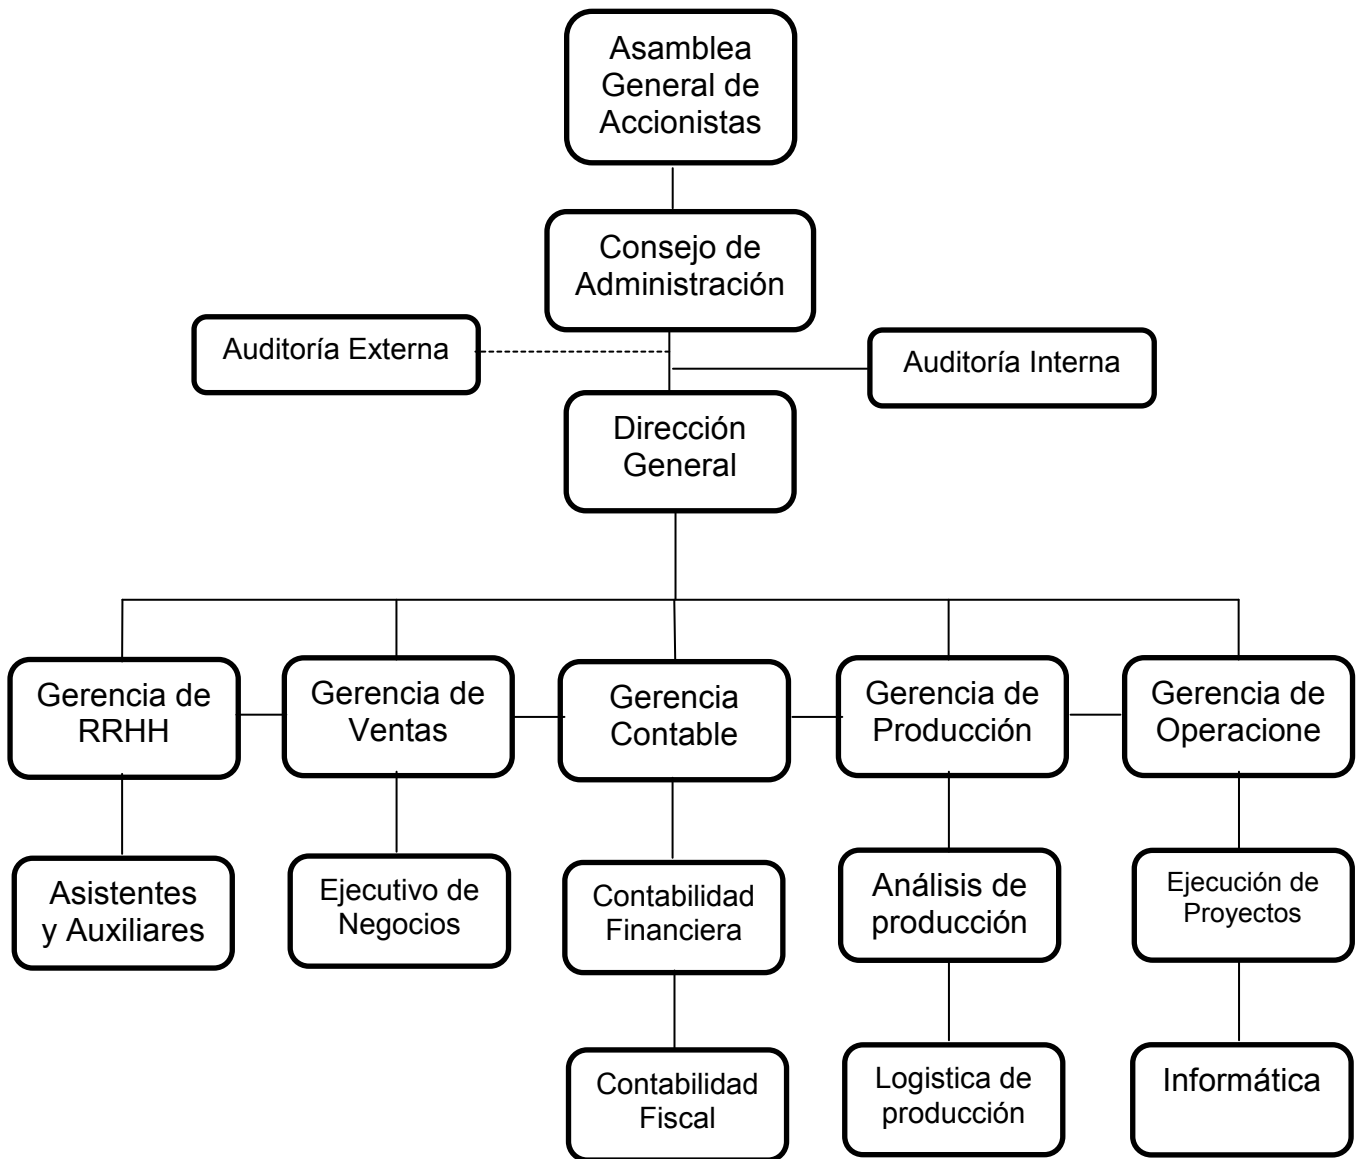 Asamblea
General de
Accionistas
Consejo de
Administración
Auditoría Externa
Auditoría Interna
Dirección
General
Gerencia de
RRHH
Gerencia de
Ventas
Gerencia
Contable
Gerencia de
Producción
Gerencia de
Operacione
Asistentes
y Auxiliares
Ejecutivo de
Negocios
Contabilidad
Financiera
Análisis de
producción
Ejecución de
Proyectos
Contabilidad
Fiscal
Logistica de
producción
Informática